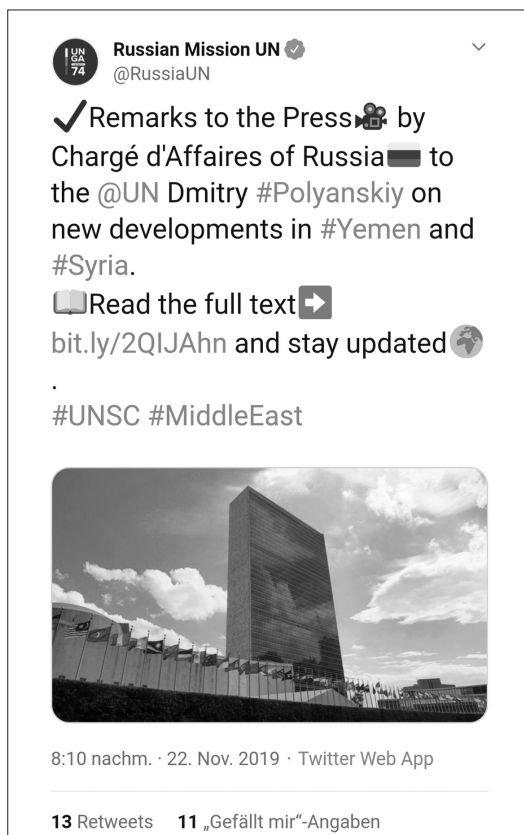 UN
GA
74
Russian Mission UN
@RussiaUN
✔Remarks to the Press🎥 by
Chargé d'Affaires of Russia🇷🇺 to
the @UN Dmitry #Polyanskiy on
new developments in #Yemen and
#Syria.
📖Read the full text➡
bit.ly/2QIJAhn and stay updated🌍
.
#UNSC #MiddleEast
8:10 nachm. · 22. Nov. 2019 · Twitter Web App
13 Retweets 11 „Gefällt mir“-Angaben